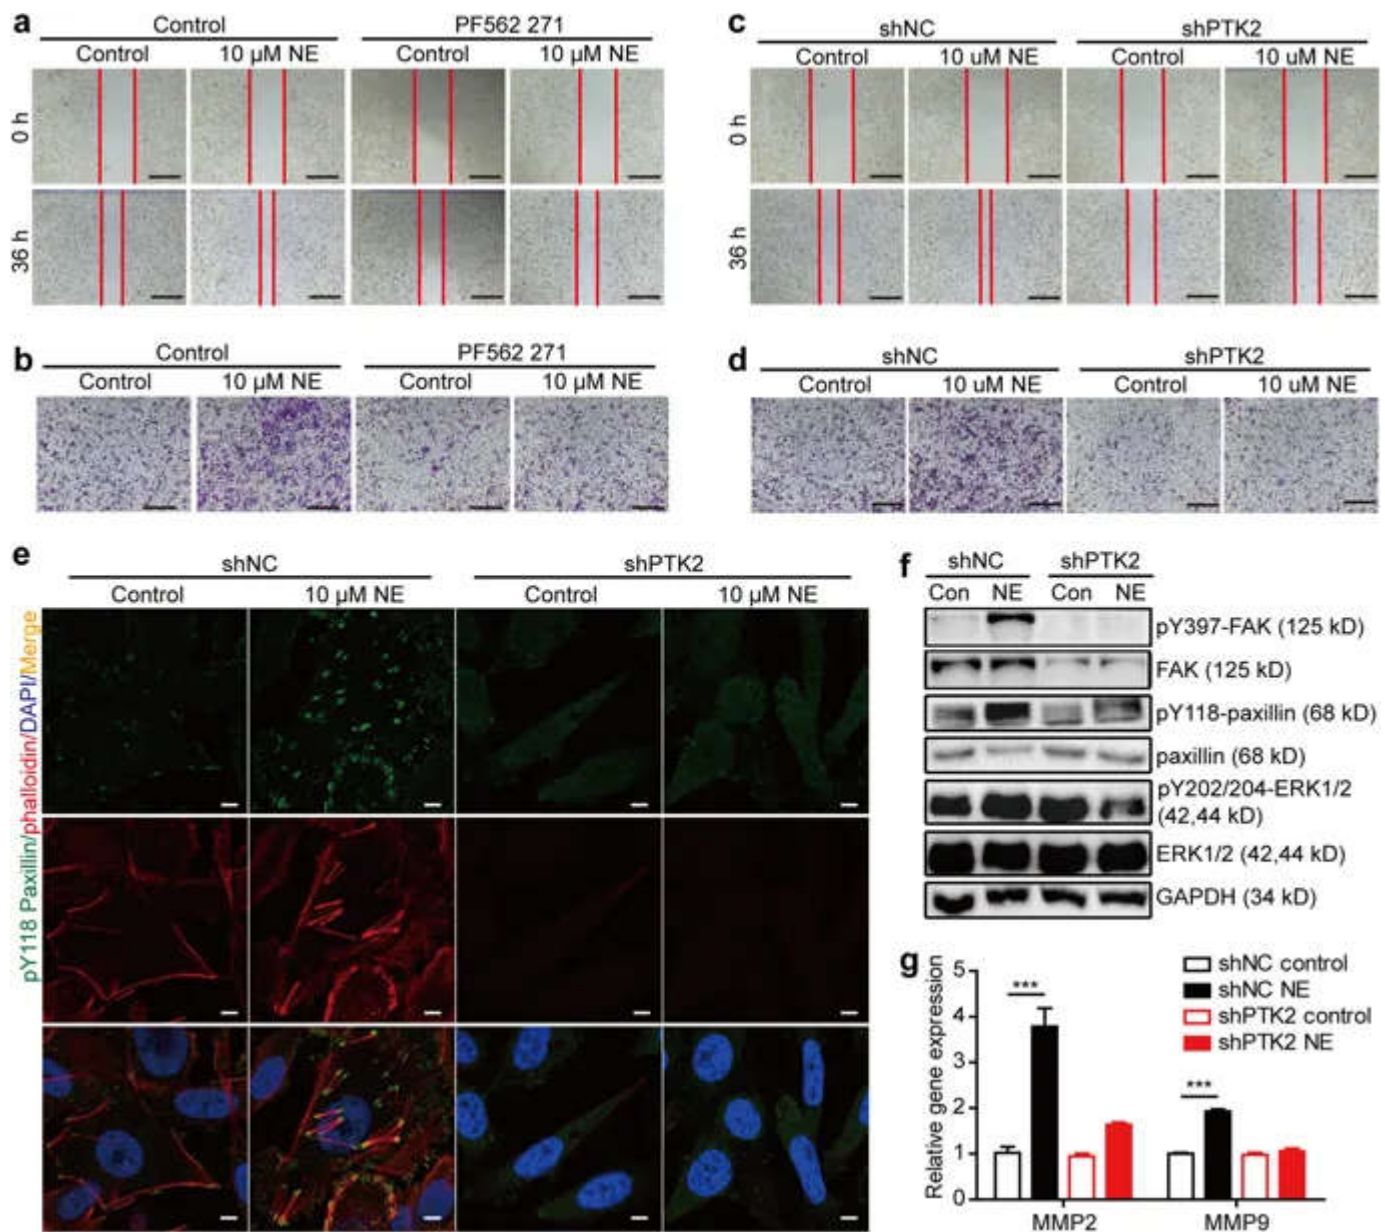 a
Control PF562 271
Control 10 µM NE Control 10 µM NE
0 h
36 h
c
shNC shPTK2
Control 10 uM NE Control 10 uM NE
0 h
36 h
b
Control PF562 271
Control 10 µM NE Control 10 µM NE
d
shNC shPTK2
Control 10 uM NE Control 10 uM NE
e
shNC shPTK2
Control 10 µM NE Control 10 µM NE
pY118 Paxillin/phalloidin/DAPI/Merge
f
shNC shPTK2
Con NE Con NE
pY397-FAK (125 kD)
FAK (125 kD)
pY118-paxillin (68 kD)
paxillin (68 kD)
pY202/204-ERK1/2
(42,44 kD)
ERK1/2 (42,44 kD)
GAPDH (34 kD)
g
Relative gene expression
5
4
3
2
1
0
***
***
shNC control
shNC NE
shPTK2 control
shPTK2 NE
MMP2 MMP9